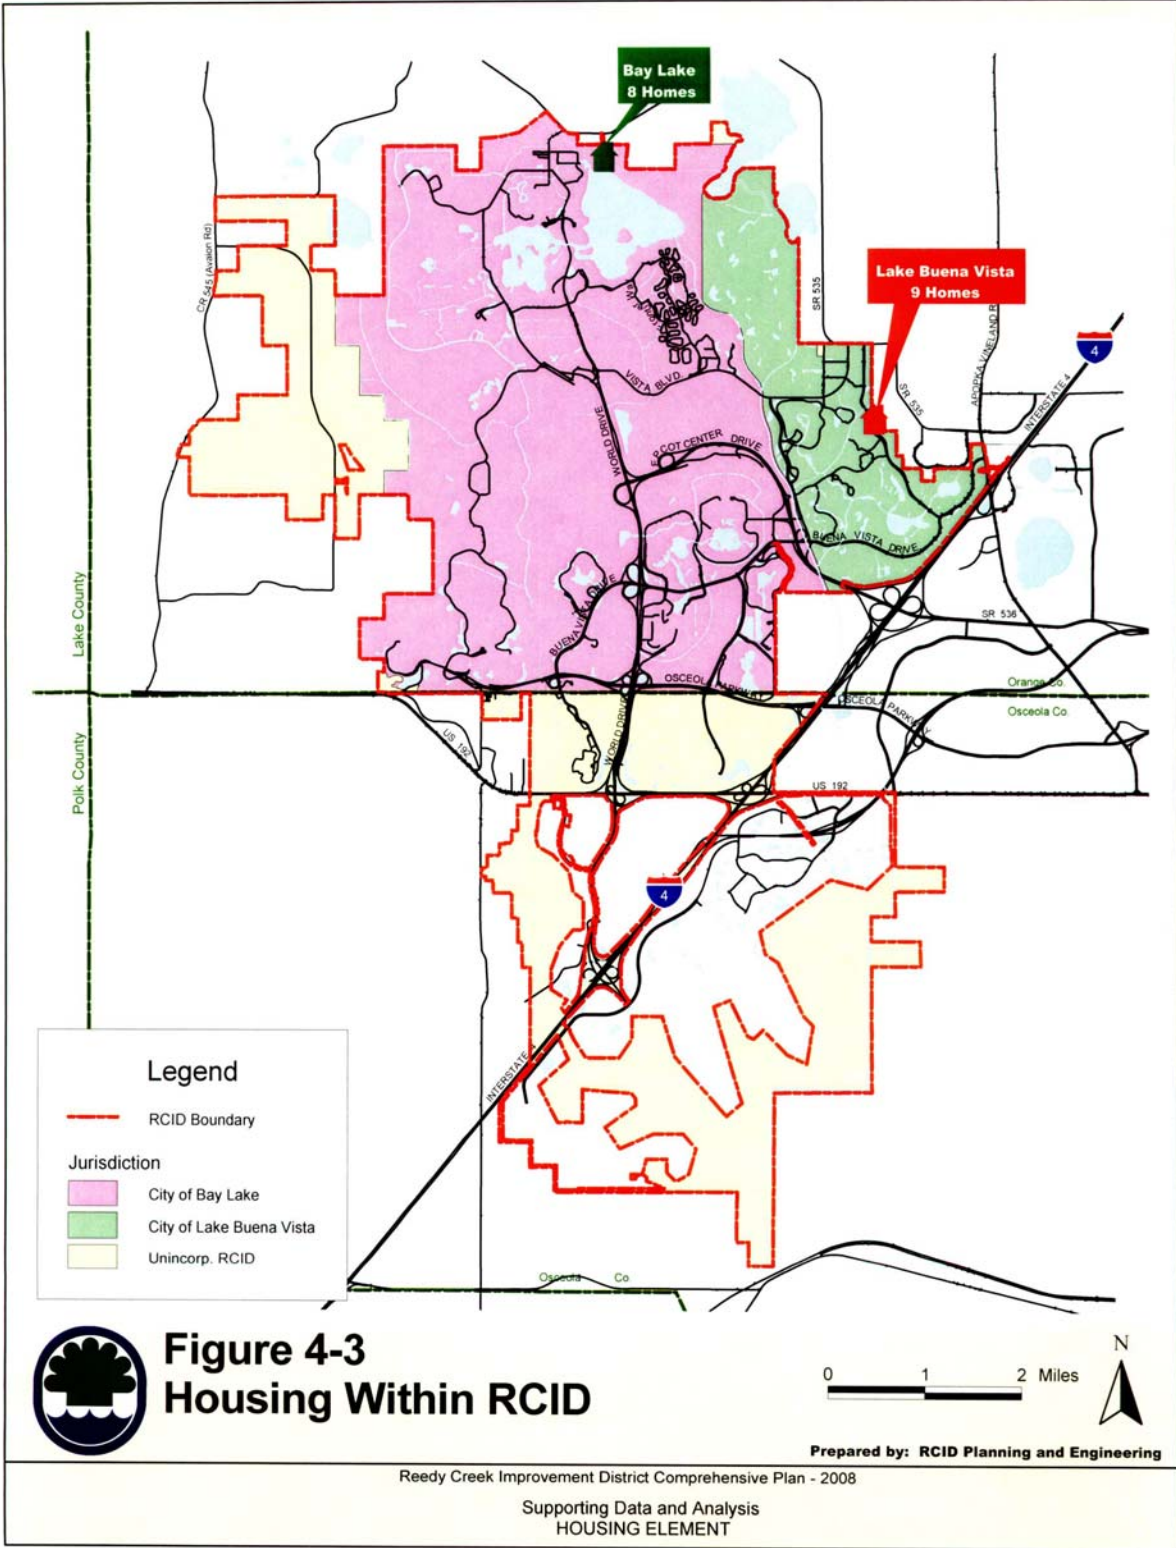 Bay Lake
8 Homes
Lake Buena Vista
9 Homes
CR 545 (Avalon Rd)
SR 535
APOPKA VINELAND R
4
INTERSTATE 4
SR 535
VISTA BLVD.
WORLD DRIVE
EPCOT CENTER DRIVE
BUENA VISTA DRIVE
BUENA VISTA DRIVE
SR 536
Lake County
Polk County
OSCEOLA PARKWAY
Orange Co.
Osceola Co.
OSCEOLA PARKWAY
US 192
WORLD DRIVE
US 192
4
INTERSTATE 4
Osceola Co.
Legend
RCID Boundary
Jurisdiction
City of Bay Lake
City of Lake Buena Vista
Unincorp. RCID
Figure 4-3
Housing Within RCID
0 1 2 Miles
N
Prepared by: RCID Planning and Engineering
Reedy Creek Improvement District Comprehensive Plan - 2008
Supporting Data and Analysis
HOUSING ELEMENT